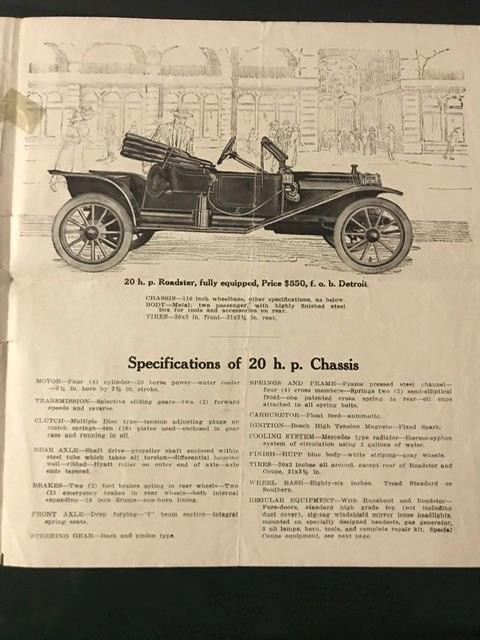 20 h. p. Roadster, fully equipped, Price $850, f. o. b. Detroit
CHASSIS—110 inch wheelbase, other specifications, as below.
BODY—Metal; two passenger, with highly finished steel
box for tools and accessories on rear.
TIRES—30x3 in. front—31x3½ in. rear.
Specifications of 20 h. p. Chassis
MOTOR—Four (4) cylinder—20 horse power—water cooler
—3¼ in. bore by 3⅜ in. stroke.
TRANSMISSION—Selective sliding gears—two (2) forward
speeds and reverse.
CLUTCH—Multiple Disc type—tension adjusting plugs on
clutch springs—ten (10) plates used—enclosed in gear
case and running in oil.
REAR AXLE—Shaft drive—propeller shaft enclosed within
steel tube which takes all torsion—differential housing
well-ribbed—Hyatt roller on outer end of axle—axle
ends tapered.
BRAKES—Two (2) foot brakes acting in rear wheels—Two
(2) emergency brakes in rear wheels—both internal
expanding— inch drums—non-born lining.
FRONT AXLE—Drop forging—"I" beam section—integral
spring seats.
STEERING GEAR—Rack and pinion type.
SPRINGS AND FRAME—Frame pressed steel channel—
four (4) cross members—Springs two (2) semi-elliptical
front—one patented cross spring in rear—oil cups
attached to all spring bolts.
CARBURETOR—Float feed—automatic.
IGNITION—Bosch High Tension Magneto—Fixed Spark.
COOLING SYSTEM—Mercedes type radiator—thermo-syphon
system of circulation using 2 gallons of water.
FINISH—HUPP blue body—white striping—gray wheels.
TIRES—30x3 inches all around, except rear of Roadster and
Coupe, 31x3½ in.
WHEEL BASE—Eighty-six inches. Tread Standard or
Southern.
REGULAR EQUIPMENT—With Runabout and Roadster—
Fore-doors, standard high grade top (not including
dust cover), zig-zag windshield mirror lense headlights,
mounted on specially designed headsets, gas generator,
3 oil lamps, horn, tools, and complete repair kit. Special
Coupe equipment, see next page.